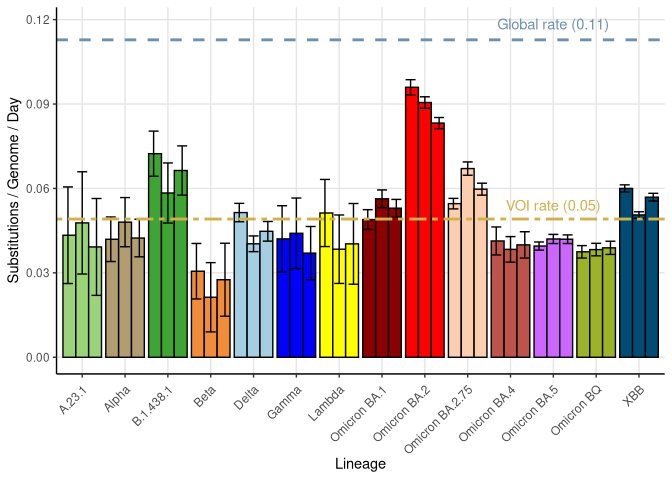 0.12
0.09
0.06
0.03
0.00
Substitutions / Genome / Day
Global rate (0.11)
VOI rate (0.05)
A.23.1
Alpha
B.1.438.1
Beta
Delta
Gamma
Lambda
Omicron BA.1
Omicron BA.2
Omicron BA.2.75
Omicron BA.4
Omicron BA.5
Omicron BQ
XBB
Lineage